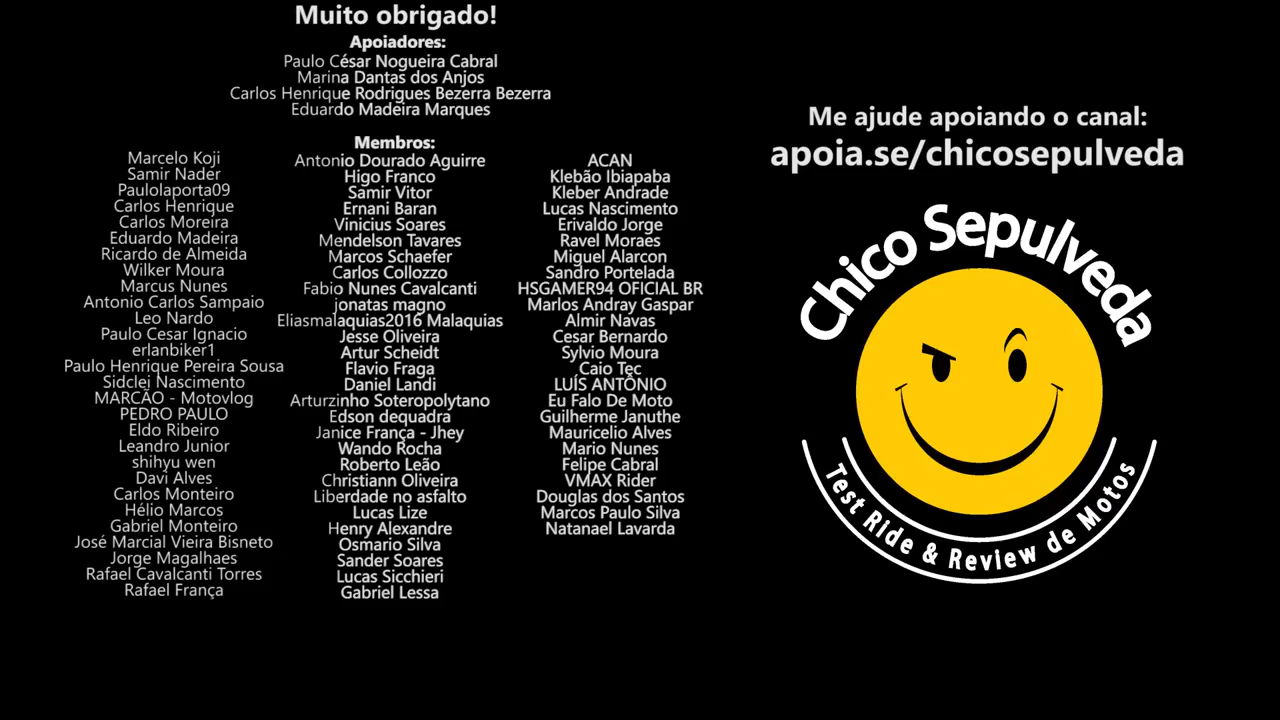 Muito obrigado!
Apoiadores:
Paulo César Nogueira Cabral
Marina Dantas dos Anjos
Carlos Henrique Rodrigues Bezerra Bezerra
Eduardo Madeira Marques
Marcelo Koji
Samir Nader
Paulolaporta09
Carlos Henrique
Carlos Moreira
Eduardo Madeira
Ricardo de Almeida
Wilker Moura
Marcus Nunes
Antonio Carlos Sampaio
Leo Nardo
Paulo Cesar Ignacio
erlanbiker1
Paulo Henrique Pereira Sousa
Sidclei Nascimento
MARCÃO - Motovlog
PEDRO PAULO
Eldo Ribeiro
Leandro Junior
shihyu wen
Davi Alves
Carlos Monteiro
Hélio Marcos
Gabriel Monteiro
José Marcial Vieira Bisneto
Jorge Magalhaes
Rafael Cavalcanti Torres
Rafael França
Membros:
Antonio Dourado Aguirre
Higo Franco
Samir Vitor
Ernani Baran
Vinicius Soares
Mendelson Tavares
Marcos Schaefer
Carlos Collozzo
Fabio Nunes Cavalcanti
jonatas magno
Eliasmalaquias2016 Malaquias
Jesse Oliveira
Artur Scheidt
Flavio Fraga
Daniel Landi
Arturzinho Soteropolytano
Edson dequadra
Janice França - Jhey
Wando Rocha
Roberto Leão
Christiann Oliveira
Liberdade no asfalto
Lucas Lize
Henry Alexandre
Osmario Silva
Sander Soares
Lucas Sicchieri
Gabriel Lessa
ACAN
Klebão Ibiapaba
Kleber Andrade
Lucas Nascimento
Erivaldo Jorge
Ravel Moraes
Miguel Alarcon
Sandro Portelada
HSGAMER94 OFICIAL BR
Marlos Andray Gaspar
Almir Navas
Cesar Bernardo
Sylvio Moura
Caio Tec
LUÍS ANTÔNIO
Eu Falo De Moto
Guilherme Januthe
Mauricelio Alves
Mario Nunes
Felipe Cabral
VMAX Rider
Douglas dos Santos
Marcos Paulo Silva
Natanael Lavarda
Me ajude apoiando o canal:
apoia.se/chicosepulveda
Chico Sepulveda
Test Ride & Review de Motos